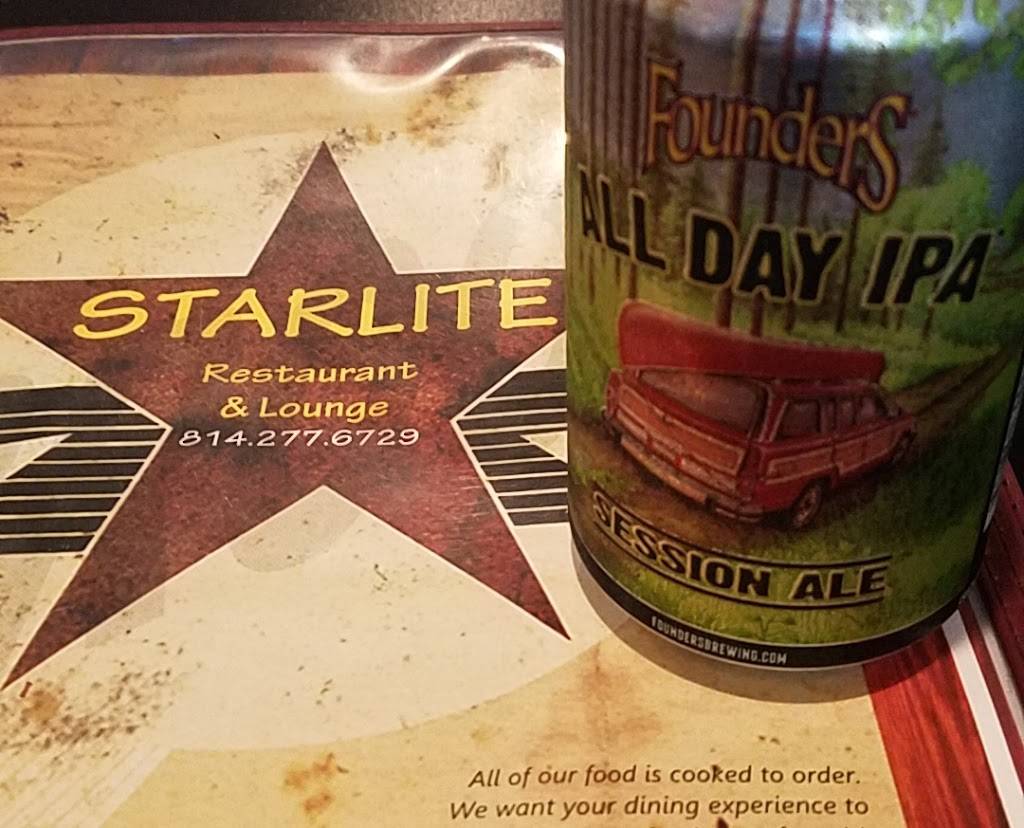 STARLITE
Restaurant
& Lounge
814.277.6729
All of our food is cooked to order.
We want your dining experience to
FounderS
ALL DAY IPA
SESSION ALE
FOUNDERSBREWING.COM